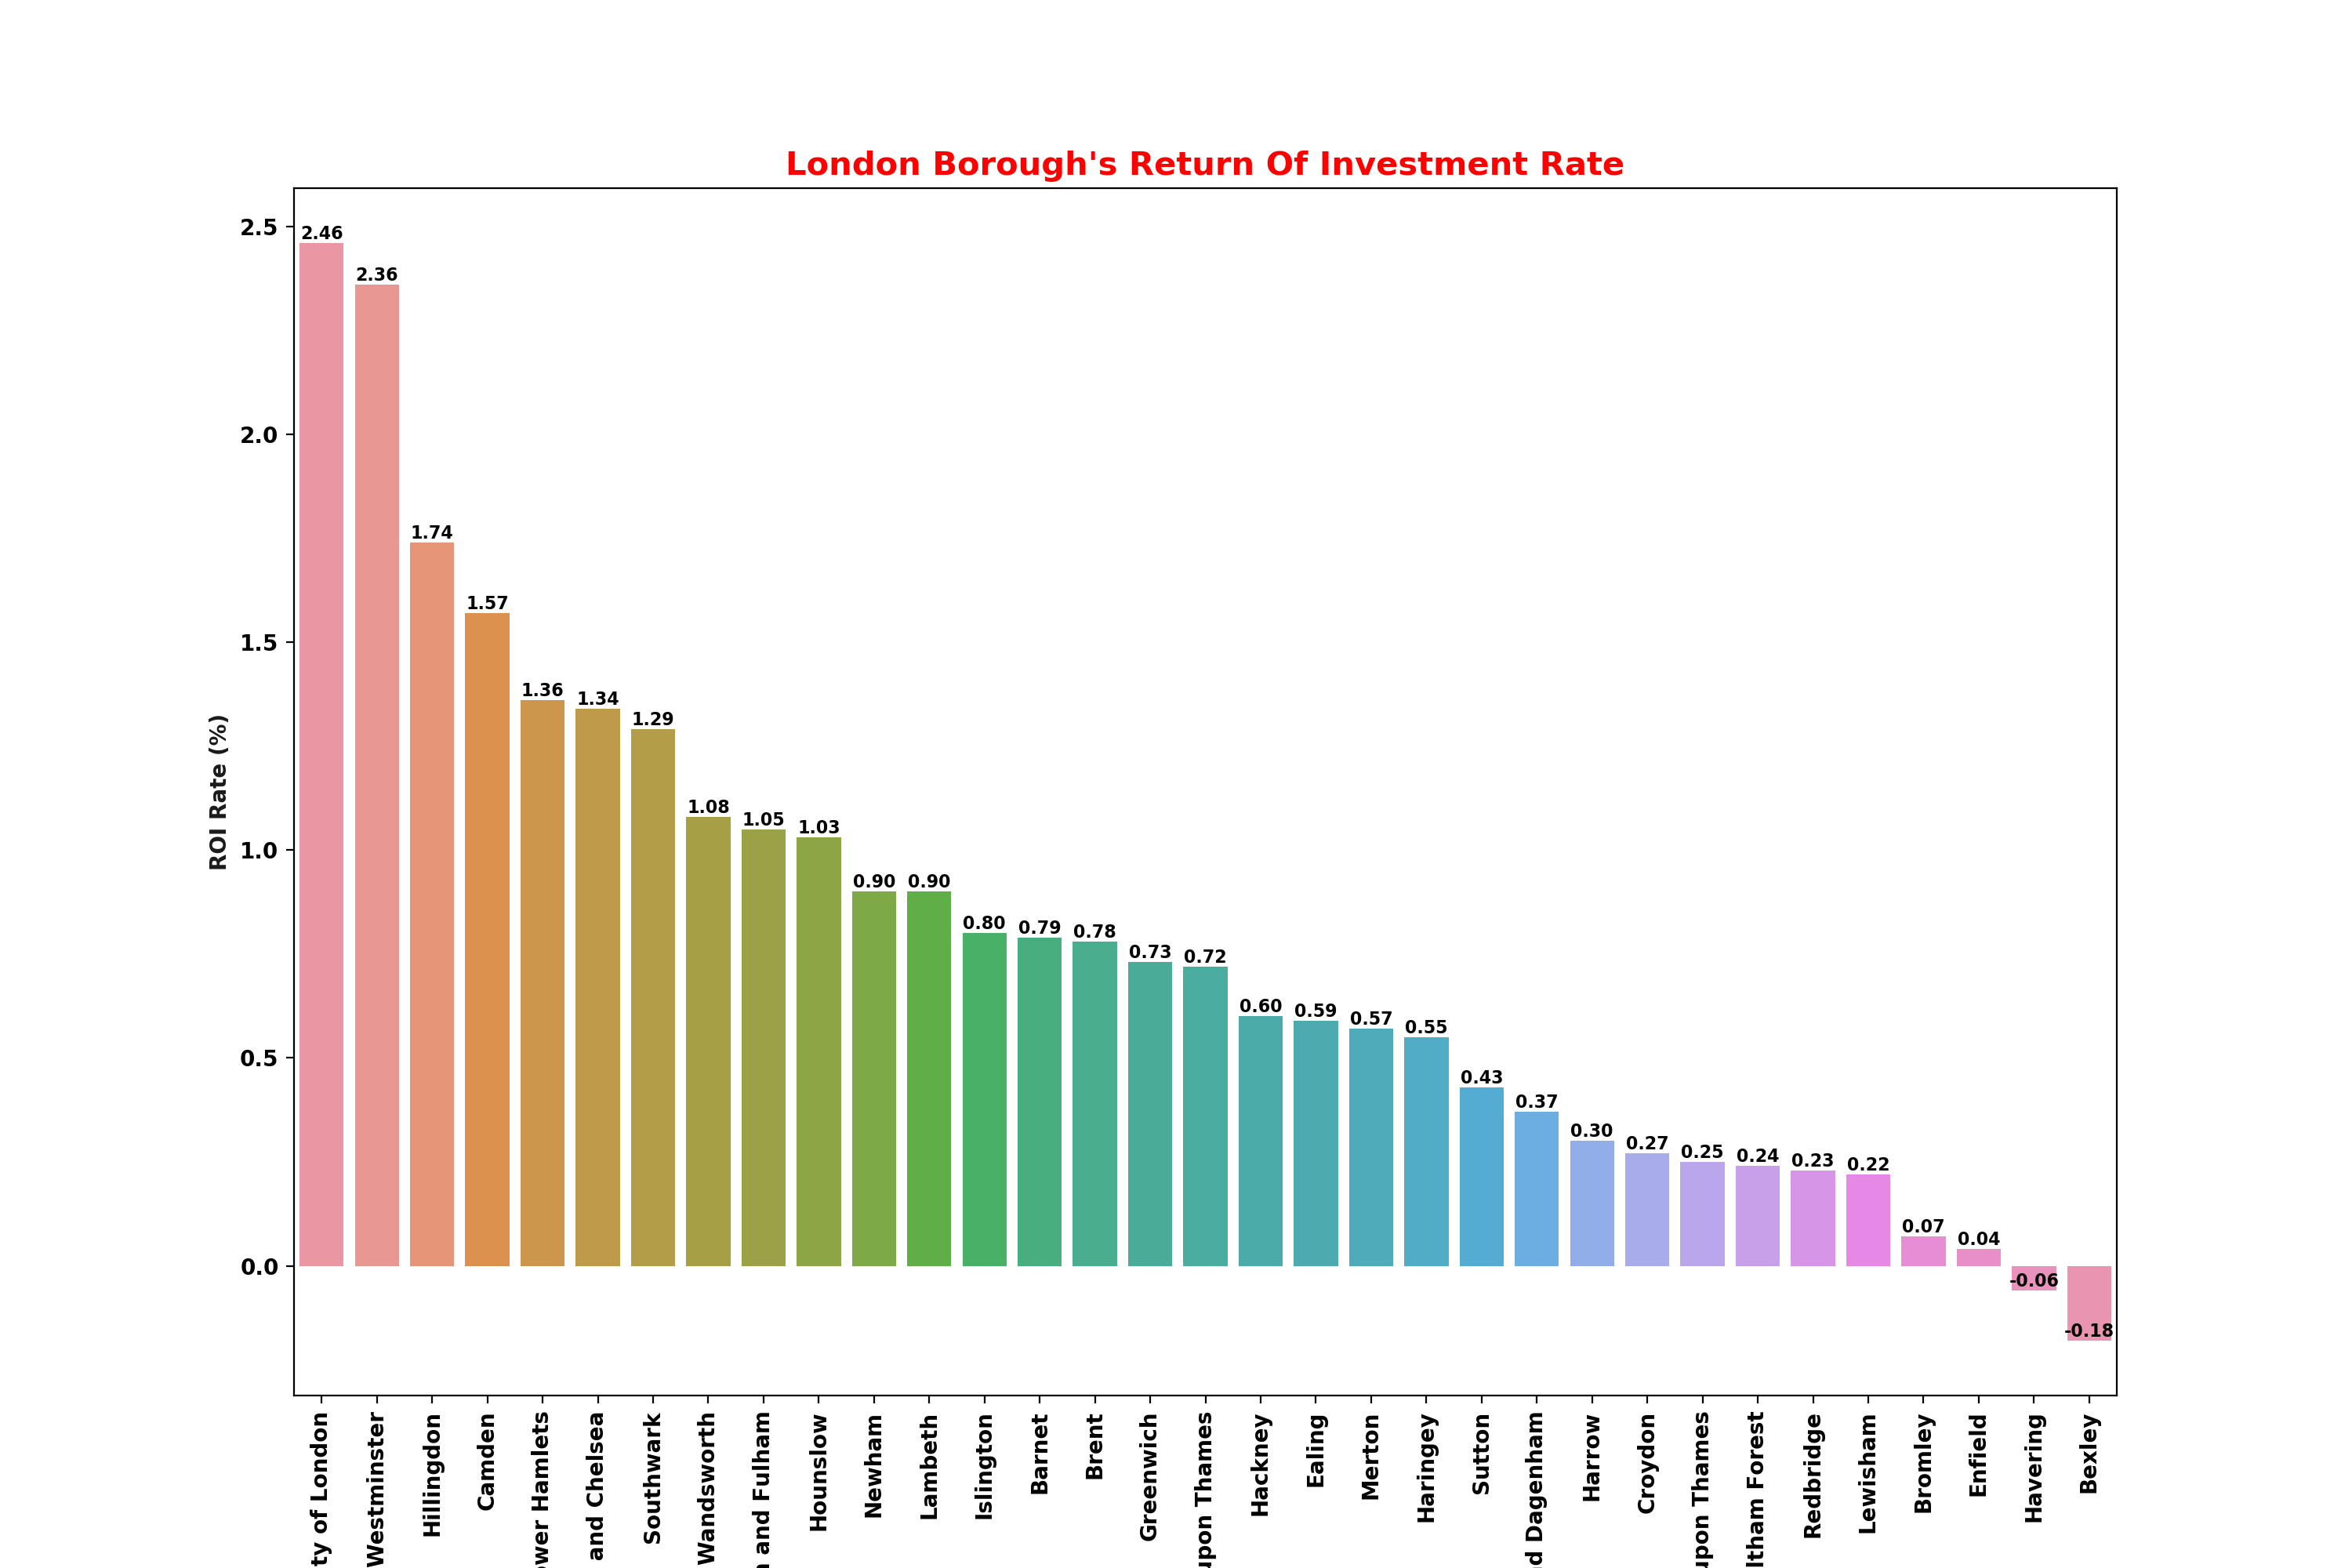 London Borough's Return Of Investment Rate
ROI Rate (%)
2.5
2.0
1.5
1.0
0.5
0.0
2.46
2.36
1.74
1.57
1.36
1.34
1.29
1.08
1.05
1.03
0.90
0.90
0.80
0.79
0.78
0.73
0.72
0.60
0.59
0.57
0.55
0.43
0.37
0.30
0.27
0.25
0.24
0.23
0.22
0.07
0.04
-0.06
-0.18
ty of London
Westminster
Hillingdon
Camden
ower Hamlets
and Chelsea
Southwark
Wandsworth
and Fulham
Hounslow
Newham
Lambeth
Islington
Barnet
Brent
Greenwich
upon Thames
Hackney
Ealing
Merton
Haringey
Sutton
d Dagenham
Harrow
Croydon
upon Thames
ltham Forest
Redbridge
Lewisham
Bromley
Enfield
Havering
Bexley